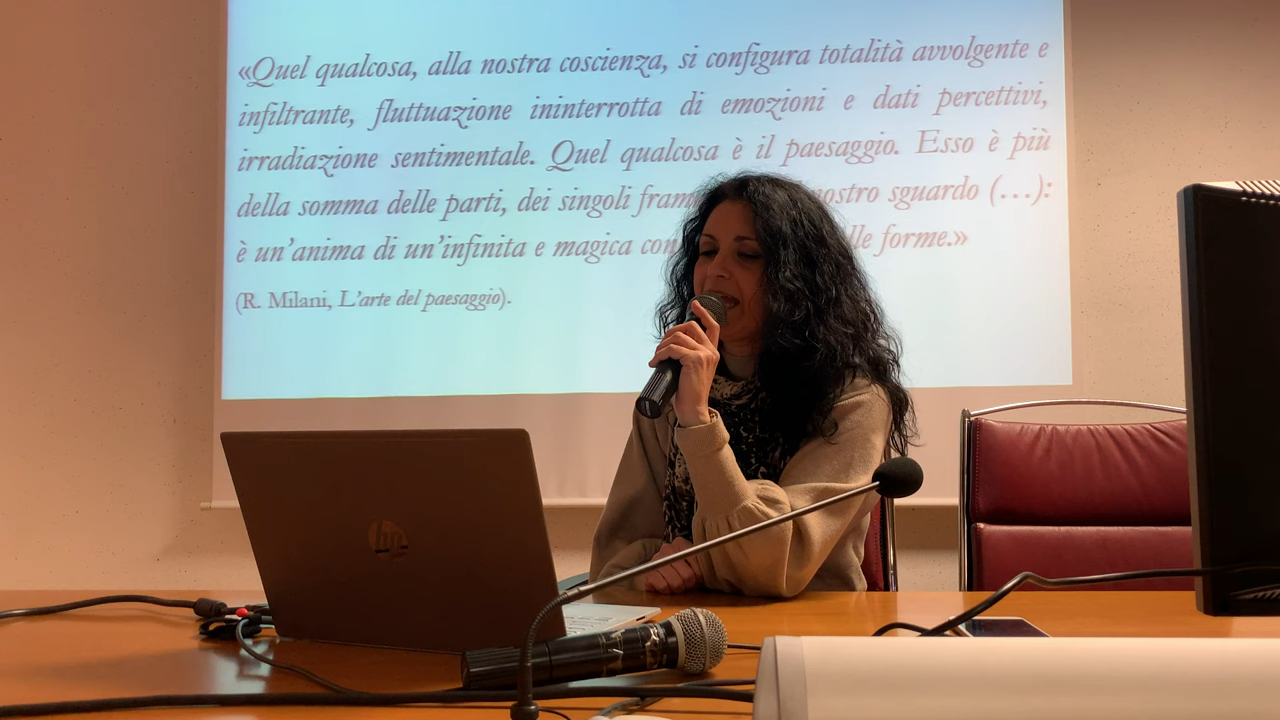 «Quel qualcosa, alla nostra coscienza, si configura totalità avvolgente e
infiltrante, fluttuazione ininterrotta di emozioni e dati percettivi,
irradiazione sentimentale. Quel qualcosa è il paesaggio. Esso è più
della somma delle parti, dei singoli fram nostro sguardo (…):
è un'anima di un'infinita e magica con lle forme.»
(R. Milani, L'arte del paesaggio).
hp